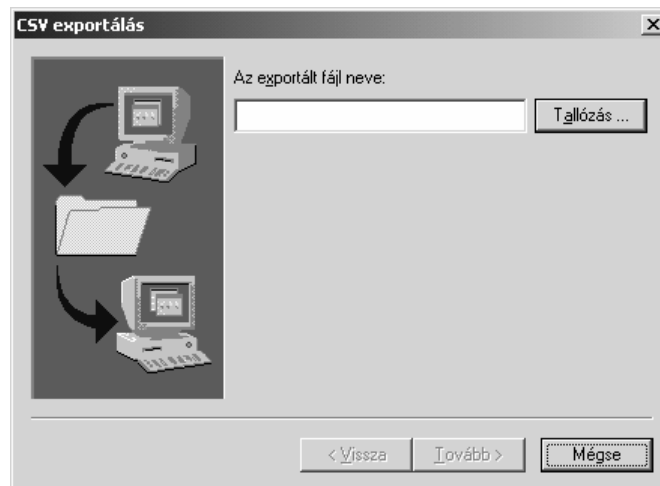 CSV exportálás
Az exportált fájl neve:
Tallózás ...
< Vissza
Tovább >
Mégse